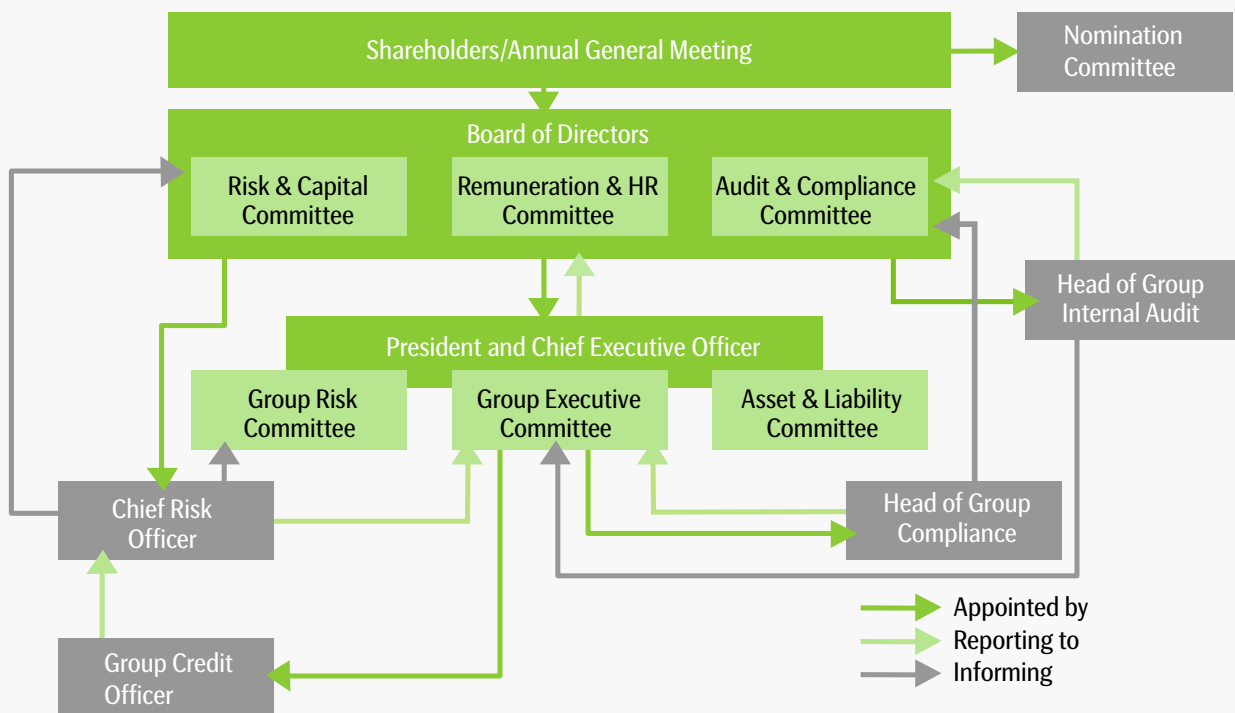 Shareholders/Annual General Meeting
Nomination
Committee
Board of Directors
Risk & Capital
Committee
Remuneration & HR
Committee
Audit & Compliance
Committee
Head of Group
Internal Audit
President and Chief Executive Officer
Group Risk
Committee
Group Executive
Committee
Asset & Liability
Committee
Chief Risk
Officer
Head of Group
Compliance
Group Credit
Officer
Appointed by
Reporting to
Informing